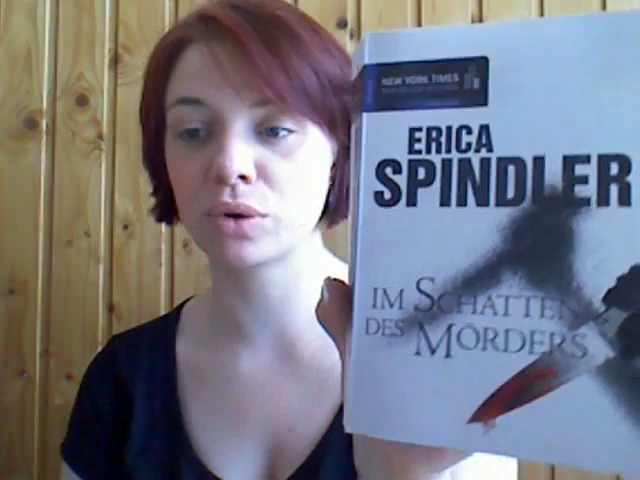 NEW YORK TIMES
ERICA
SPINDLER
IM SCHATTEN
DES MÖRDERS